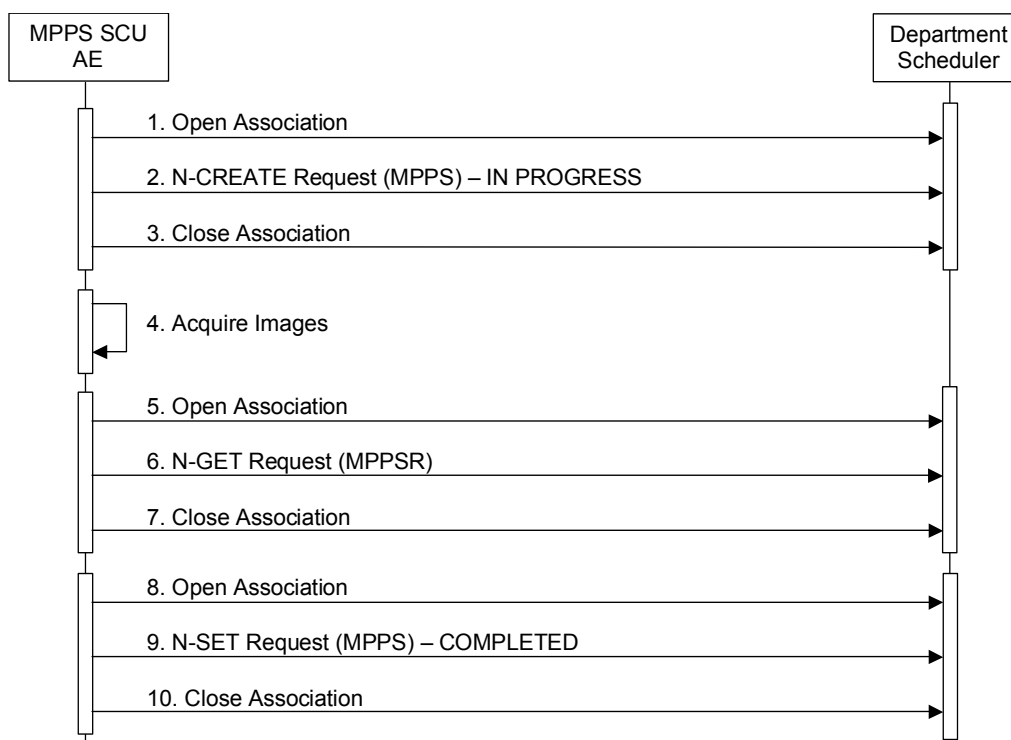 MPPS SCU
AE
Department
Scheduler
1. Open Association
2. N-CREATE Request (MPPS) – IN PROGRESS
3. Close Association
4. Acquire Images
5. Open Association
6. N-GET Request (MPPSR)
7. Close Association
8. Open Association
9. N-SET Request (MPPS) – COMPLETED
10. Close Association